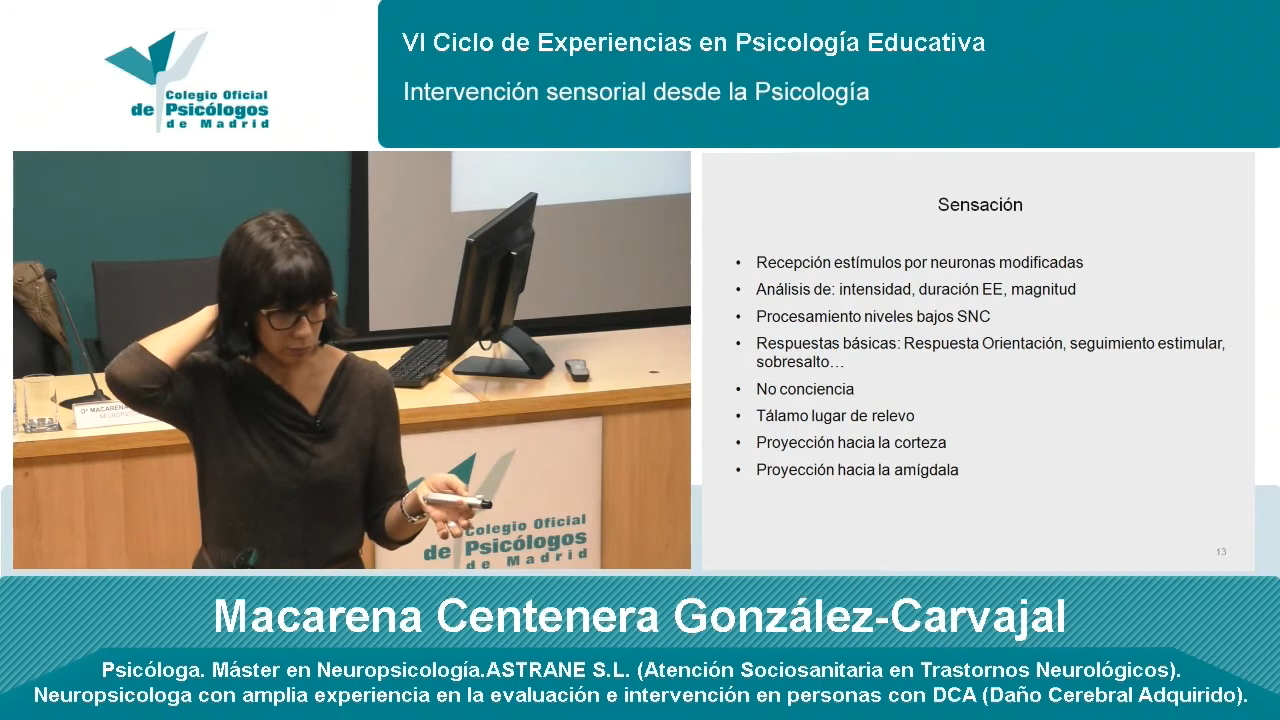 VI Ciclo de Experiencias en Psicología Educativa
Intervención sensorial desde la Psicología
Colegio Oficial
de Psicólogos
de Madrid
Sensación
• Recepción estímulos por neuronas modificadas
• Análisis de: intensidad, duración EE, magnitud
• Procesamiento niveles bajos SNC
• Respuestas básicas: Respuesta Orientación, seguimiento estimular,
sobresalto…
• No conciencia
• Tálamo lugar de relevo
• Proyección hacia la corteza
• Proyección hacia la amígdala
13
Dª MACARENA
Colegio Oficial
de Psicólogos
de Madrid
Macarena Centenera González-Carvajal
Psicóloga. Máster en Neuropsicología.ASTRANE S.L. (Atención Sociosanitaria en Trastornos Neurológicos).
Neuropsicologa con amplia experiencia en la evaluación e intervención en personas con DCA (Daño Cerebral Adquirido).